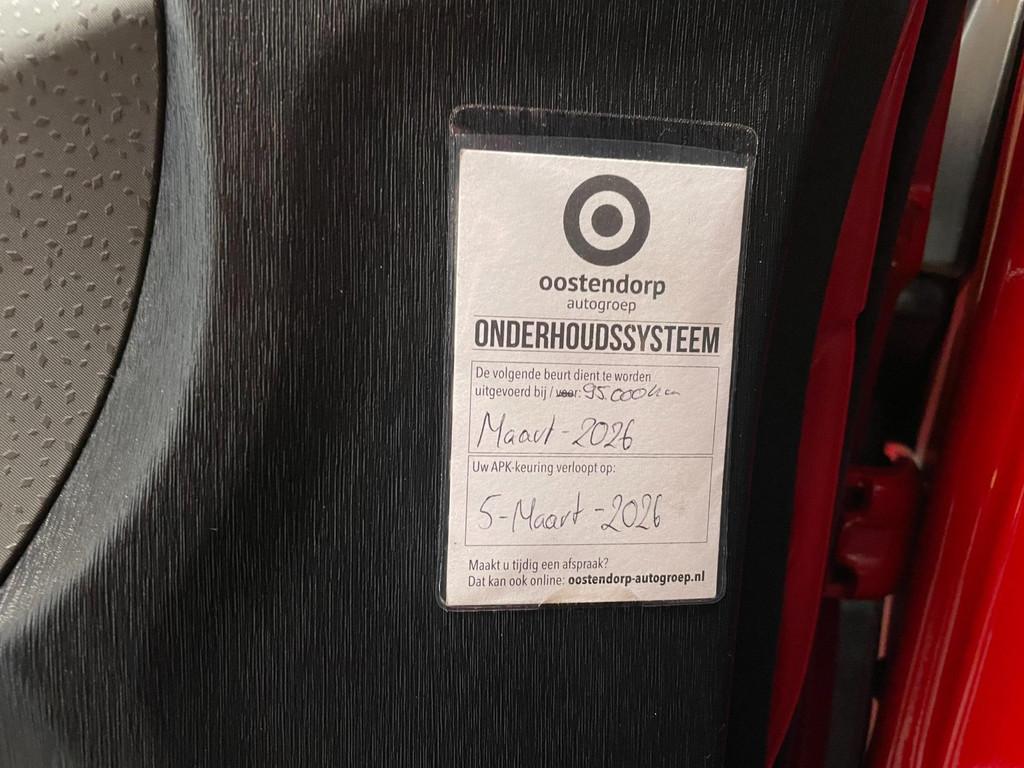 oostendorp
autogroep
ONDERHOUDSSYSTEEM
De volgende beurt dient te worden
uitgevoerd bij / voor: 95.000km
Maart - 2026
Uw APK-keuring verloopt op:
5-Maart-2026
Maakt u tijdig een afspraak?
Dat kan ook online: oostendorp-autogroep.nl